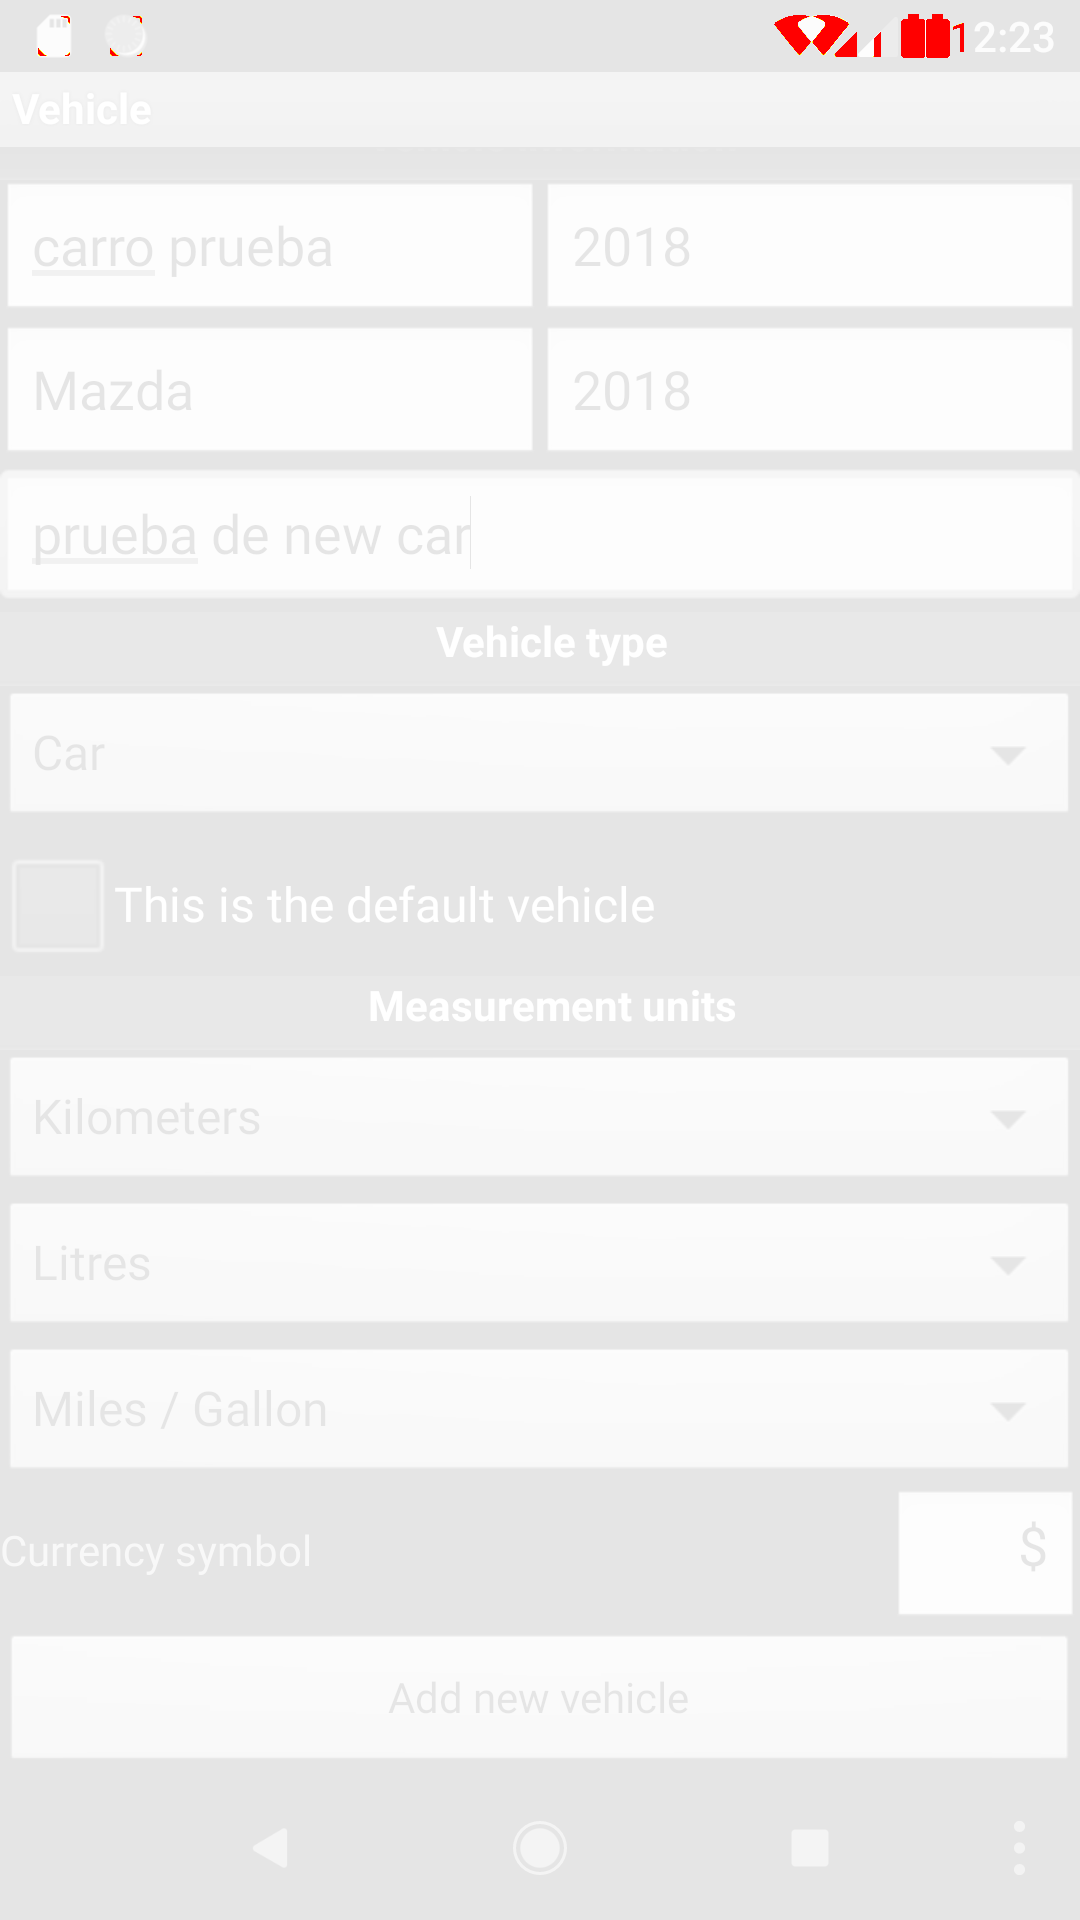 12:23
Vehicle
carro prueba 2018
Mazda 2018
prueba de new car
Vehicle type
Car
This is the default vehicle
Measurement units
Kilometers
Litres
Miles / Gallon
Currency symbol $
Add new vehicle